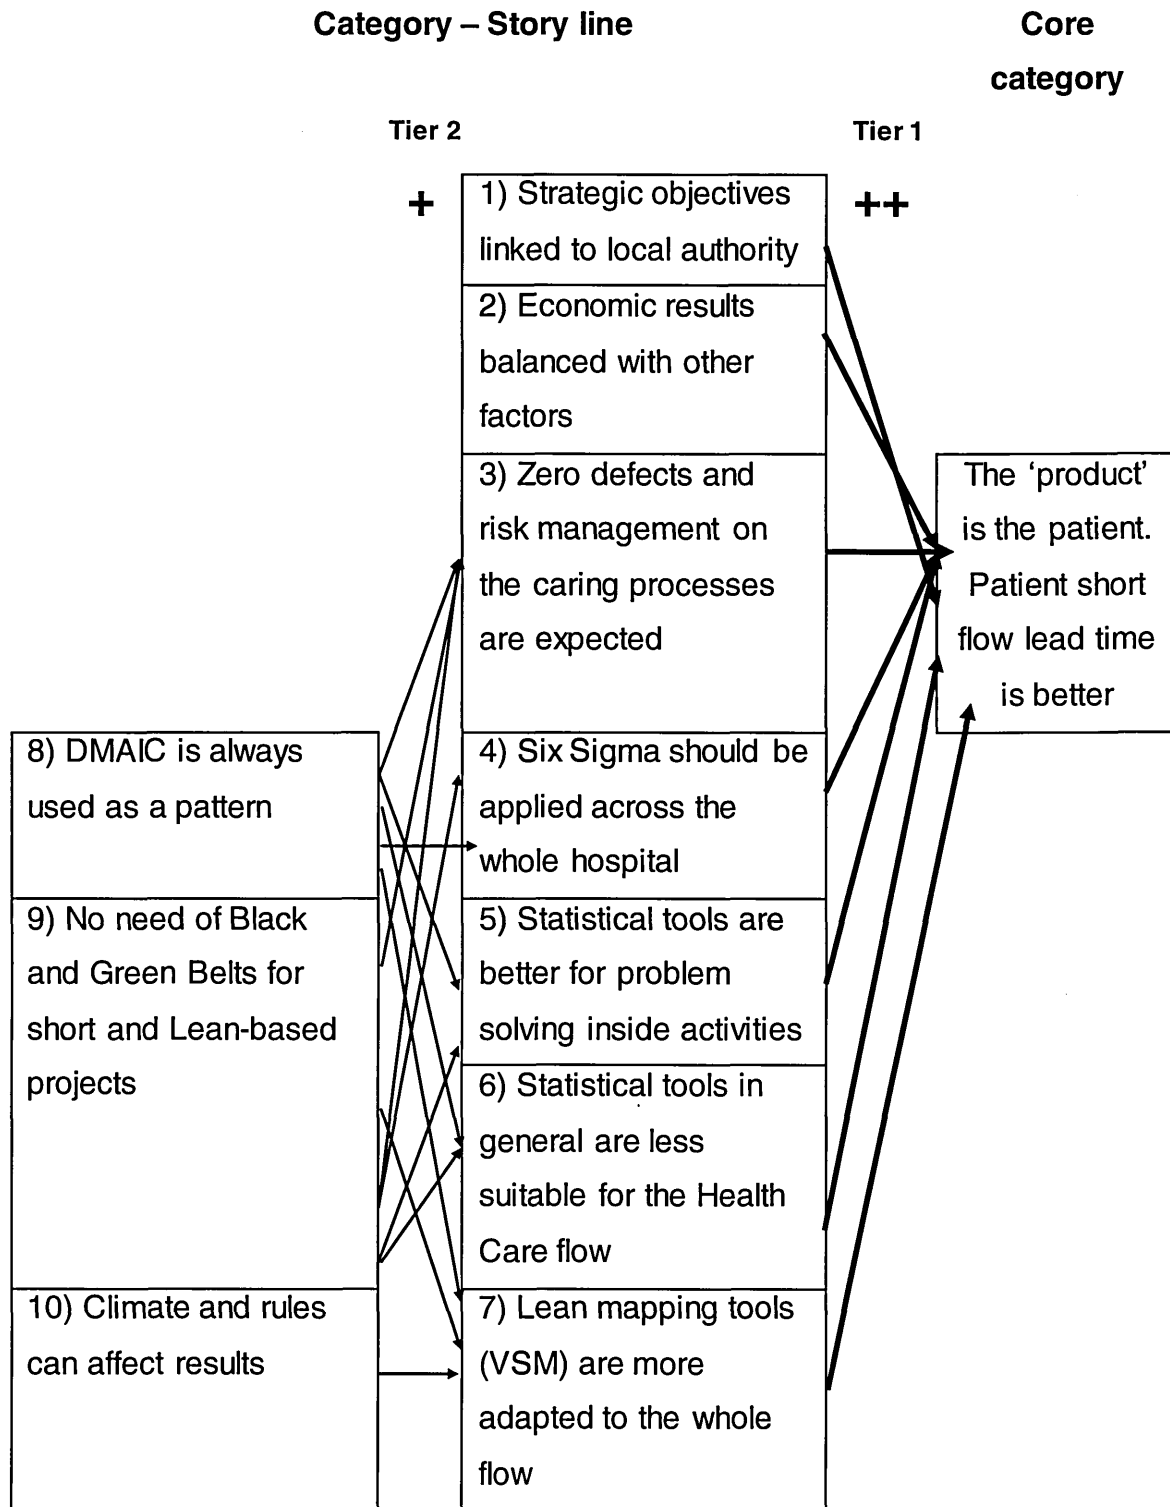 Category – Story line
Core
category
Tier 2
Tier 1
+
++
1) Strategic objectives
linked to local authority
2) Economic results
balanced with other
factors
3) Zero defects and
risk management on
the caring processes
are expected
The ‘product’
is the patient.
Patient short
flow lead time
is better
8) DMAIC is always
used as a pattern
4) Six Sigma should be
applied across the
whole hospital
9) No need of Black
and Green Belts for
short and Lean-based
projects
5) Statistical tools are
better for problem
solving inside activities
6) Statistical tools in
general are less
suitable for the Health
Care flow
10) Climate and rules
can affect results
7) Lean mapping tools
(VSM) are more
adapted to the whole
flow